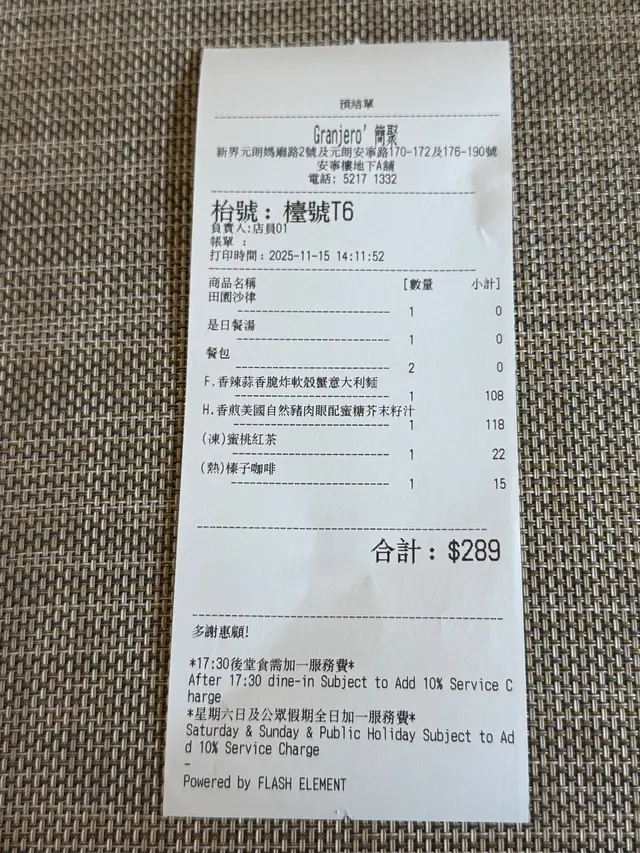 預結單
Granjero' 簡聚
新界元朗媽廟路2號及元朗安寧路170-172及176-190號
安寧樓地下A舖
電話: 5217 1332
枱號: 檯號T6
負責人:店員01
帳單 :
打印時間: 2025-11-15 14:11:52
商品名稱 [數量 小計]
田園沙律
1 0
是日餐湯
1 0
餐包
2 0
F.香辣蒜香脆炸軟殼蟹意大利麵
1 108
H.香煎美國自然豬肉眼配蜜糖芥末籽汁
1 118
(凍)蜜桃紅茶
1 22
(熱)榛子咖啡
1 15
合計: $289
多謝惠顧!
*17:30後堂食需加一服務費*
After 17:30 dine-in Subject to Add 10% Service C
harge
*星期六日及公眾假期全日加一服務費*
Saturday & Sunday & Public Holiday Subject to Ad
d 10% Service Charge
-
Powered by FLASH ELEMENT